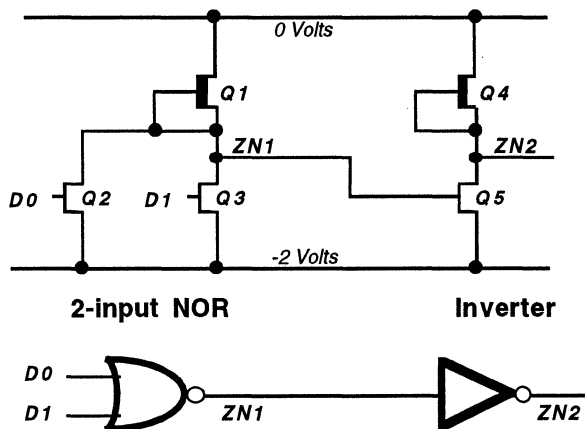 0 Volts
Q1
Q4
ZN1
ZN2
D0
Q2
D1
Q3
Q5
-2 Volts
2-input NOR
Inverter
D0
D1
ZN1
ZN2